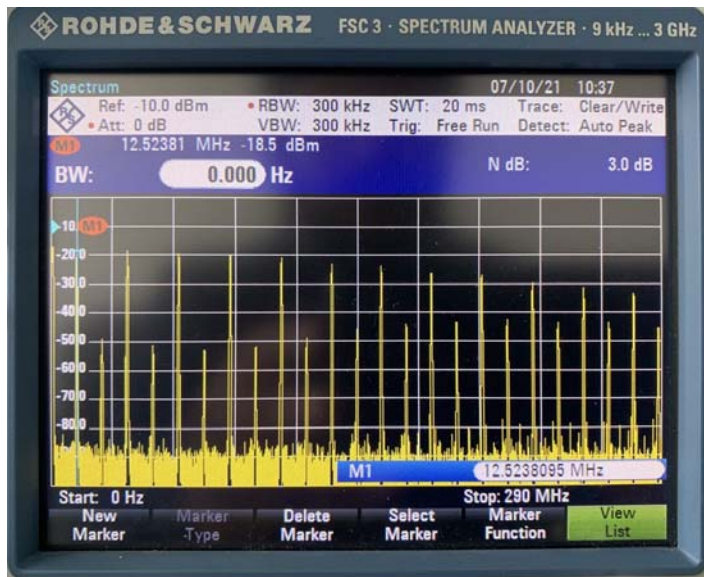 ROHDE & SCHWARZ FSC 3 · SPECTRUM ANALYZER · 9 kHz ... 3 GHz
Spectrum 07/10/21 10:37
Ref: -10.0 dBm • RBW: 300 kHz SWT: 20 ms Trace: Clear/Write
• Att: 0 dB VBW: 300 kHz Trig: Free Run Detect: Auto Peak
M1 12.52381 MHz -18.5 dBm
BW: 0.000 Hz N dB: 3.0 dB
M1
-20.0
-30.0
-40.0
-50.0
-60.0
-70.0
-80.0
M1 12.5238095 MHz
Start: 0 Hz Stop: 290 MHz
New Marker Delete Select Marker View
Marker -Type Marker Marker Function List